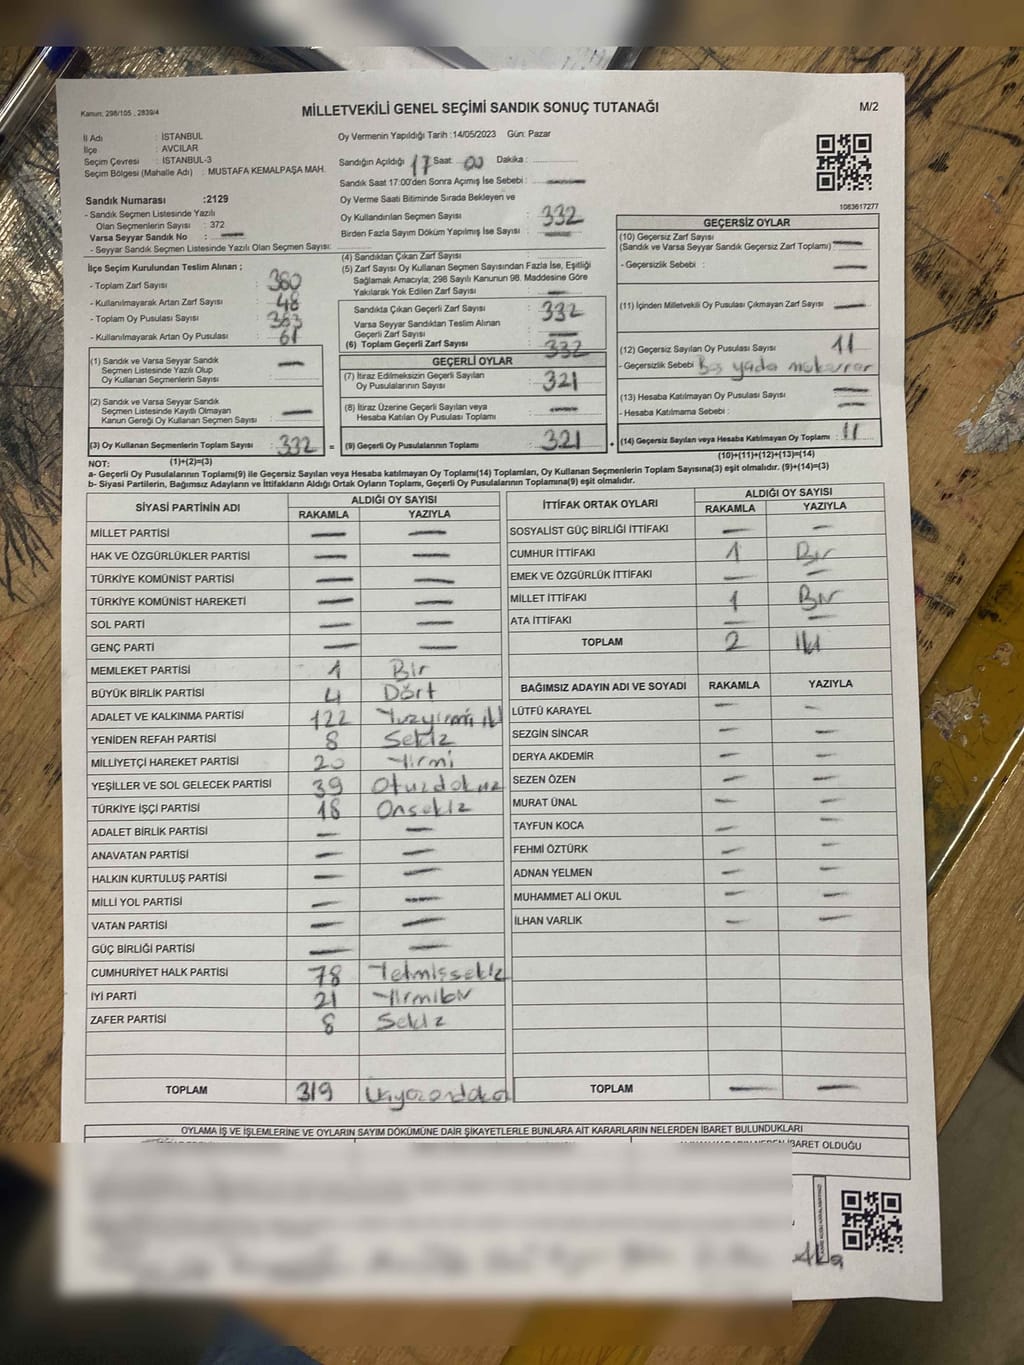 Kanun: 298/105 , 2839/4
MİLLETVEKİLİ GENEL SEÇİMİ SANDIK SONUÇ TUTANAĞI
M/2
İl Adı : İSTANBUL
İlçe : AVCILAR
Seçim Çevresi : İSTANBUL-3
Seçim Bölgesi (Mahalle Adı) : MUSTAFA KEMALPAŞA MAH.
Oy Vermenin Yapıldığı Tarih :14/05/2023 Gün: Pazar
Sandığın Açıldığı 17 Saat 00 Dakika :
Sandık Saat 17:00'den Sonra Açımış İse Sebebi : —
1083617277
Sandık Numarası :2129
- Sandık Seçmen Listesinde Yazılı
Olan Seçmenlerin Sayısı : 372
Varsa Seyyar Sandık No : —
- Seyyar Sandık Seçmen Listesinde Yazılı Olan Seçmen Sayısı:
Oy Verme Saati Bitiminde Sırada Bekleyen ve
Oy Kullandırılan Seçmen Sayısı : 332
Birden Fazla Sayım Döküm Yapılmış İse Sayısı : —
İlçe Seçim Kurulundan Teslim Alınan ;
- Toplam Zarf Sayısı : 380
- Kullanılmayarak Artan Zarf Sayısı : 48
- Toplam Oy Pusulası Sayısı : 383
- Kullanılmayarak Artan Oy Pusulası : 61
(1) Sandık ve Varsa Seyyar Sandık
Seçmen Listesinde Yazılı Olup
Oy Kullanan Seçmenlerin Sayısı : —
(2) Sandık ve Varsa Seyyar Sandık
Seçmen Listesinde Kayıtlı Olmayan
Kanun Gereği Oy Kullanan Seçmen Sayısı : —
(3) Oy Kullanan Seçmenlerin Toplam Sayısı : 332 =
(1)+(2)=(3)
(4) Sandıktan Çıkan Zarf Sayısı :
(5) Zarf Sayısı Oy Kullanan Seçmen Sayısından Fazla İse, Eşitliği
Sağlamak Amacıyla; 298 Sayılı Kanunun 98. Maddesine Göre
Yakılarak Yok Edilen Zarf Sayısı : —
Sandıkta Çıkan Geçerli Zarf Sayısı : 332
Varsa Seyyar Sandıktan Teslim Alınan
Geçerli Zarf Sayısı : —
(6) Toplam Geçerli Zarf Sayısı : 332
GEÇERLİ OYLAR
(7) İtiraz Edilmeksizin Geçerli Sayılan
Oy Pusulalarının Sayısı : 321
(8) İtiraz Üzerine Geçerli Sayılan veya
Hesaba Katılan Oy Pusulası Toplamı : —
(9) Geçerli Oy Pusulalarının Toplamı : 321 +
GEÇERSİZ OYLAR
(10) Geçersiz Zarf Sayısı
(Sandık ve Varsa Seyyar Sandık Geçersiz Zarf Toplamı) : —
- Geçersizlik Sebebi : —
(11) İçinden Milletvekili Oy Pusulası Çıkmayan Zarf Sayısı : —
(12) Geçersiz Sayılan Oy Pusulası Sayısı : 11
- Geçersizlik Sebebi : Boş yada mükerrer
(13) Hesaba Katılmayan Oy Pusulası Sayısı : —
- Hesaba Katılmama Sebebi : —
(14) Geçersiz Sayılan veya Hesaba Katılmayan Oy Toplamı : 11
(10)+(11)+(12)+(13)=(14)
NOT:
a- Geçerli Oy Pusulalarının Toplamı(9) ile Geçersiz Sayılan veya Hesaba katılmayan Oy Toplamı(14) Toplamları, Oy Kullanan Seçmenlerin Toplam Sayısına(3) eşit olmalıdır. (9)+(14)=(3)
b- Siyasi Partilerin, Bağımsız Adayların ve İttifakların Aldığı Ortak Oyların Toplamı, Geçerli Oy Pusulalarının Toplamına(9) eşit olmalıdır.
SİYASİ PARTİNİN ADI ALDIĞI OY SAYISI
RAKAMLA YAZIYLA
MİLLET PARTİSİ — —
HAK VE ÖZGÜRLÜKLER PARTİSİ — —
TÜRKİYE KOMÜNİST PARTİSİ — —
TÜRKİYE KOMÜNİST HAREKETİ — —
SOL PARTİ — —
GENÇ PARTİ — —
MEMLEKET PARTİSİ 1 Bir
BÜYÜK BİRLİK PARTİSİ 4 Dört
ADALET VE KALKINMA PARTİSİ 122 Yüzyirmi iki
YENİDEN REFAH PARTİSİ 8 Sekiz
MİLLİYETÇİ HAREKET PARTİSİ 20 Yirmi
YEŞİLLER VE SOL GELECEK PARTİSİ 39 Otuzdokuz
TÜRKİYE İŞÇİ PARTİSİ 18 Onsekiz
ADALET BİRLİK PARTİSİ — —
ANAVATAN PARTİSİ — —
HALKIN KURTULUŞ PARTİSİ — —
MİLLİ YOL PARTİSİ — —
VATAN PARTİSİ — —
GÜÇ BİRLİĞİ PARTİSİ — —
CUMHURİYET HALK PARTİSİ 78 Yetmişsekiz
İYİ PARTİ 21 Yirmibir
ZAFER PARTİSİ 8 Sekiz
TOPLAM 319 Üçyüzondokuz
İTTİFAK ORTAK OYLARI ALDIĞI OY SAYISI
RAKAMLA YAZIYLA
SOSYALİST GÜÇ BİRLİĞİ İTTİFAKI — —
CUMHUR İTTİFAKI 1 Bir
EMEK VE ÖZGÜRLÜK İTTİFAKI — —
MİLLET İTTİFAKI 1 Bir
ATA İTTİFAKI — —
TOPLAM 2 İki
BAĞIMSIZ ADAYIN ADI VE SOYADI RAKAMLA YAZIYLA
LÜTFÜ KARAYEL — —
SEZGİN SİNCAR — —
DERYA AKDEMİR — —
SEZEN ÖZEN — —
MURAT ÜNAL — —
TAYFUN KOCA — —
FEHMİ ÖZTÜRK — —
ADNAN YELMEN — —
MUHAMMET ALİ OKUL — —
İLHAN VARLIK — —
TOPLAM — —
OYLAMA İŞ VE İŞLEMLERİNE VE OYLARIN SAYIM DÖKÜMÜNE DAİR ŞİKAYETLERLE BUNLARA AİT KARARLARIN NELERDEN İBARET BULUNDUKLARI
NEDEN İBARET OLDUĞU